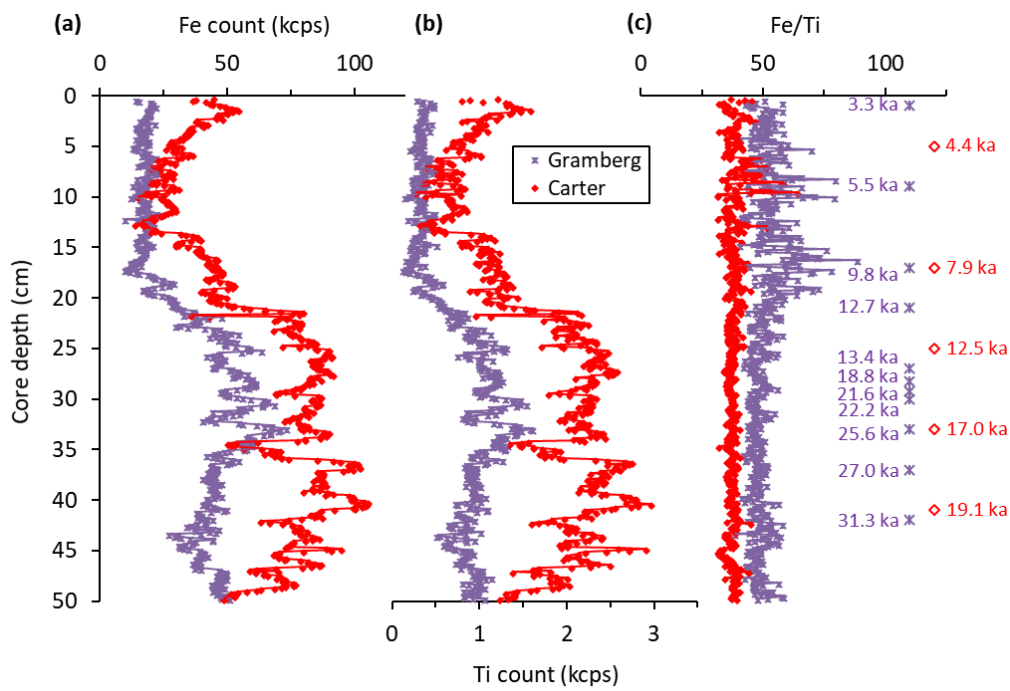 (a) Fe count (kcps) (b) (c) Fe/Ti
0 50 100 0 50 100
0
5
10
15
20
25
30
35
40
45
50
Core depth (cm)
Gramberg
Carter
3.3 ka
4.4 ka
5.5 ka
7.9 ka
9.8 ka
12.7 ka
12.5 ka
13.4 ka
18.8 ka
21.6 ka
22.2 ka
17.0 ka
25.6 ka
27.0 ka
19.1 ka
31.3 ka
0 1 2 3
Ti count (kcps)